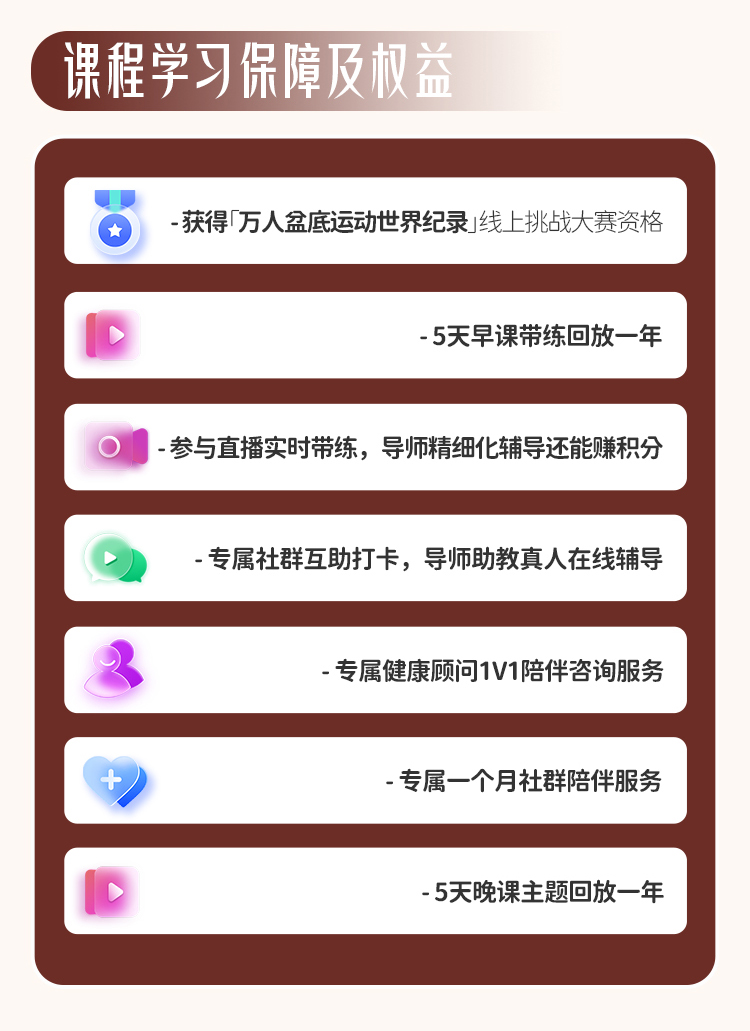 课程学习保障及权益
- 获得「万人盆底运动世界纪录」线上挑战大赛资格
- 5天早课带练回放一年
- 参与直播实时带练，导师精细化辅导还能赚积分
- 专属社群互助打卡，导师助教真人在线辅导
- 专属健康顾问1V1陪伴咨询服务
- 专属一个月社群陪伴服务
- 5天晚课主题回放一年